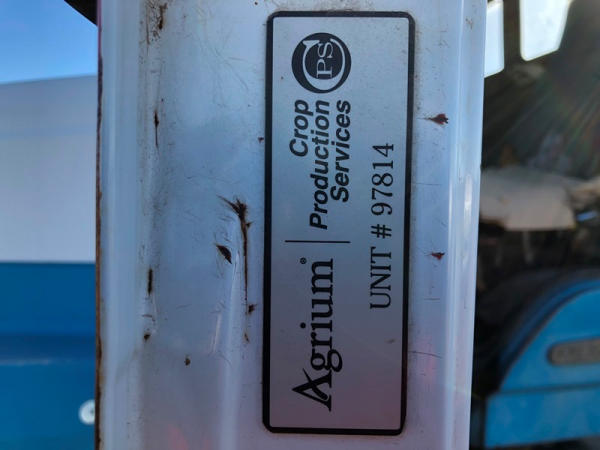 Agrium®
CPS
Crop
Production
Services
UNIT # 97814